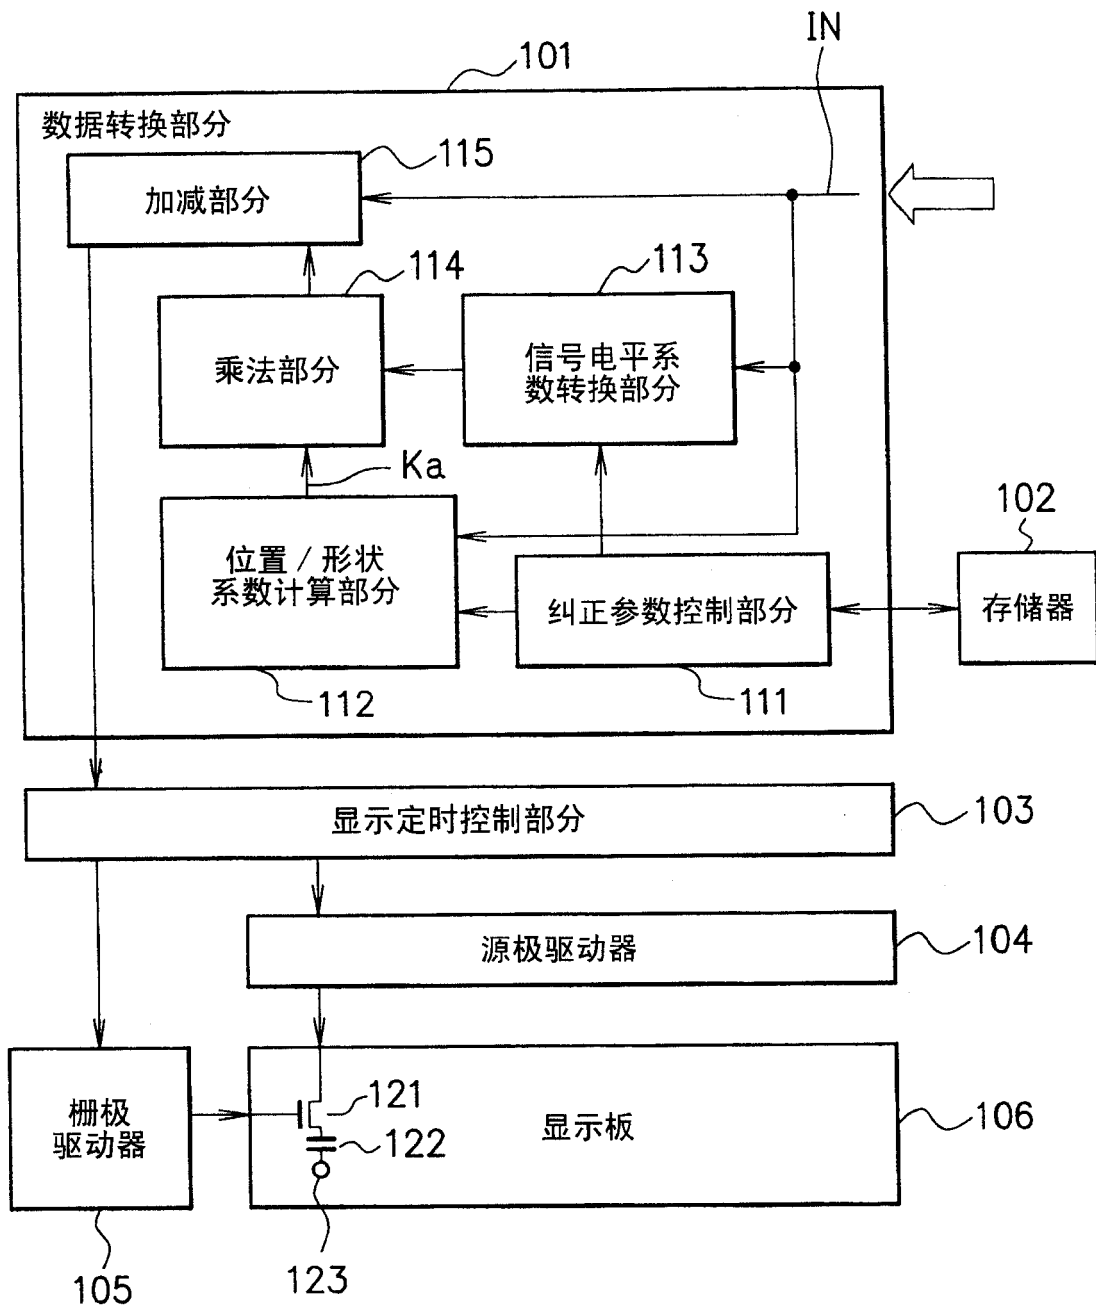 IN
101
数据转换部分
115
加减部分
114
113
乘法部分
信号电平系
数转换部分
Ka
102
位置/形状
系数计算部分
纠正参数控制部分
存储器
112
111
显示定时控制部分
103
源极驱动器
104
栅极
驱动器
121
122
显示板
106
105
123